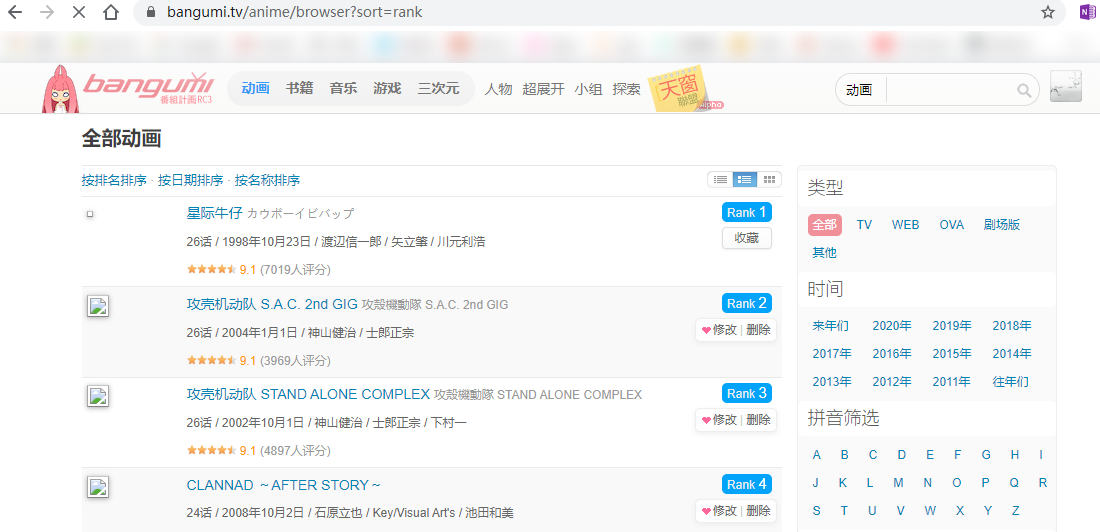 bangumi.tv/anime/browser?sort=rank
bangumi 番組計画 RC3 动画 书籍 音乐 游戏 三次元 人物 超展开 小组 探索 天窗 聯盟 Alpha 动画
全部动画
按排名排序 · 按日期排序 · 按名称排序
星际牛仔 カウボーイビバップ
Rank 1
26话 / 1998年10月23日 / 渡辺信一郎 / 矢立肇 / 川元利浩
收藏
9.1 (7019人评分)
攻壳机动队 S.A.C. 2nd GIG 攻殻機動隊 S.A.C. 2nd GIG
Rank 2
26话 / 2004年1月1日 / 神山健治 / 士郎正宗
修改 | 删除
9.1 (3969人评分)
攻壳机动队 STAND ALONE COMPLEX 攻殻機動隊 STAND ALONE COMPLEX
Rank 3
26话 / 2002年10月1日 / 神山健治 / 士郎正宗 / 下村一
修改 | 删除
9.1 (4897人评分)
CLANNAD ～AFTER STORY～
Rank 4
24话 / 2008年10月2日 / 石原立也 / Key/Visual Art's / 池田和美
修改 | 删除
类型
全部 TV WEB OVA 剧场版
其他
时间
来年们 2020年 2019年 2018年
2017年 2016年 2015年 2014年
2013年 2012年 2011年 往年们
拼音筛选
A B C D E F G H I
J K L M N O P Q R
S T U V W X Y Z